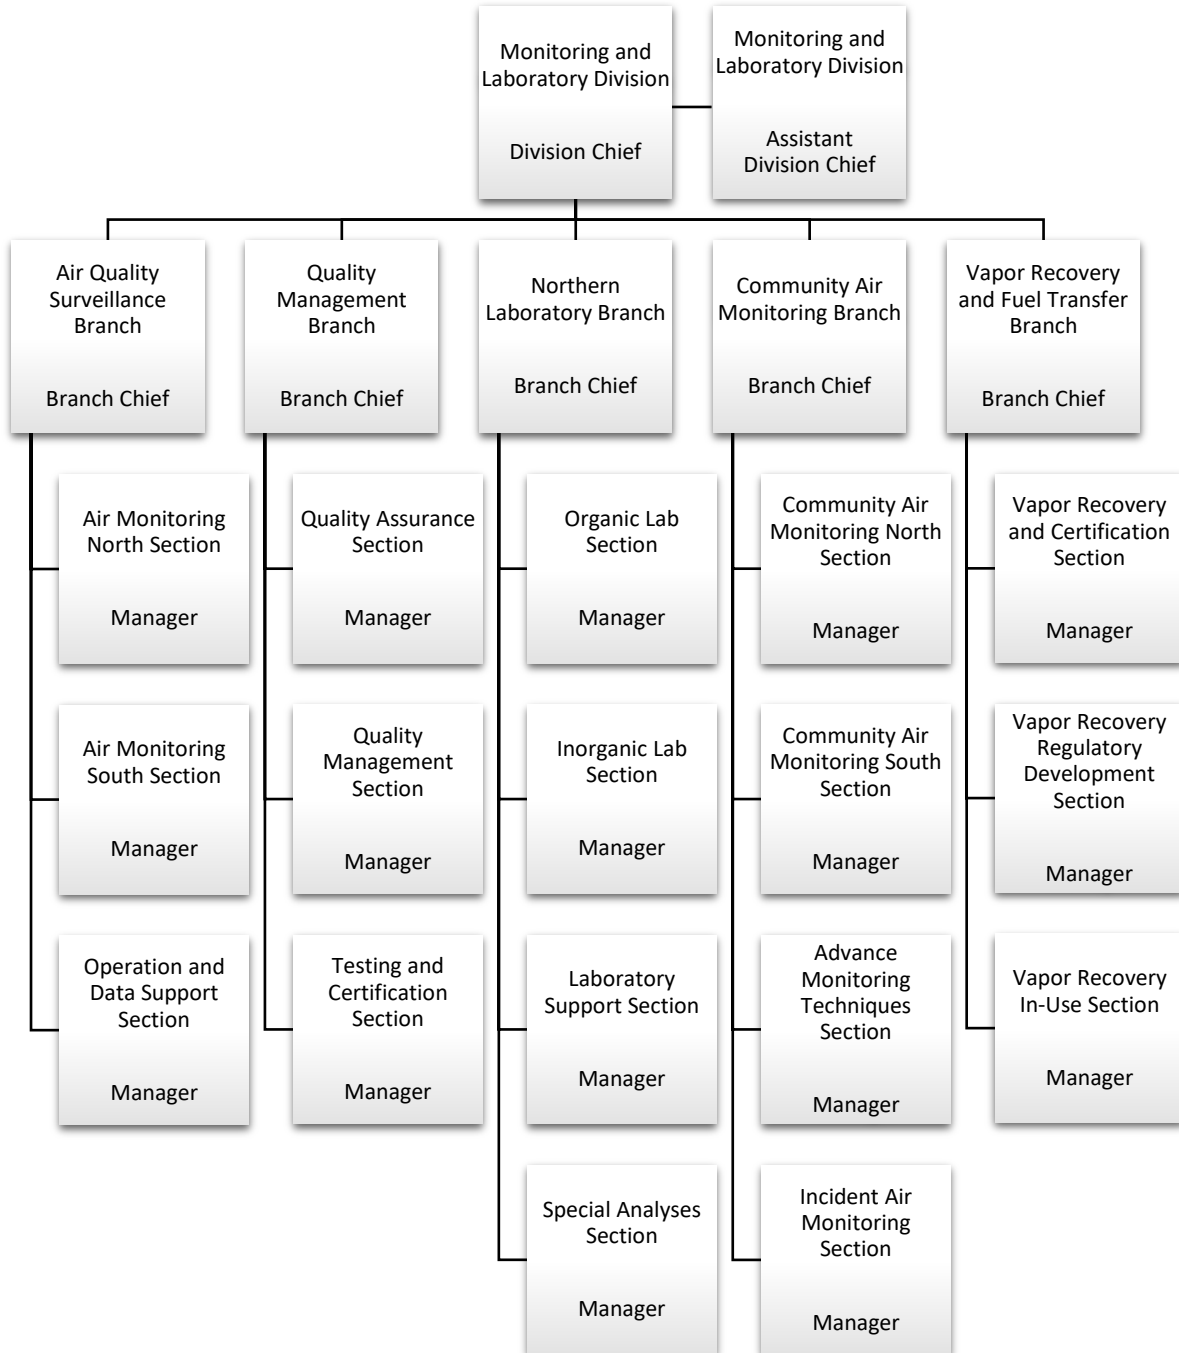 Monitoring and
Laboratory Division
Division Chief
Monitoring and
Laboratory Division
Assistant
Division Chief
Air Quality
Surveillance
Branch
Branch Chief
Quality
Management
Branch
Branch Chief
Northern
Laboratory Branch
Branch Chief
Community Air
Monitoring Branch
Branch Chief
Vapor Recovery
and Fuel Transfer
Branch
Branch Chief
Air Monitoring
North Section
Manager
Quality Assurance
Section
Manager
Organic Lab
Section
Manager
Community Air
Monitoring North
Section
Manager
Vapor Recovery
and Certification
Section
Manager
Air Monitoring
South Section
Manager
Quality
Management
Section
Manager
Inorganic Lab
Section
Manager
Community Air
Monitoring South
Section
Manager
Vapor Recovery
Regulatory
Development
Section
Manager
Operation and
Data Support
Section
Manager
Testing and
Certification
Section
Manager
Laboratory
Support Section
Manager
Advance
Monitoring
Techniques
Section
Manager
Vapor Recovery
In-Use Section
Manager
Special Analyses
Section
Manager
Incident Air
Monitoring
Section
Manager